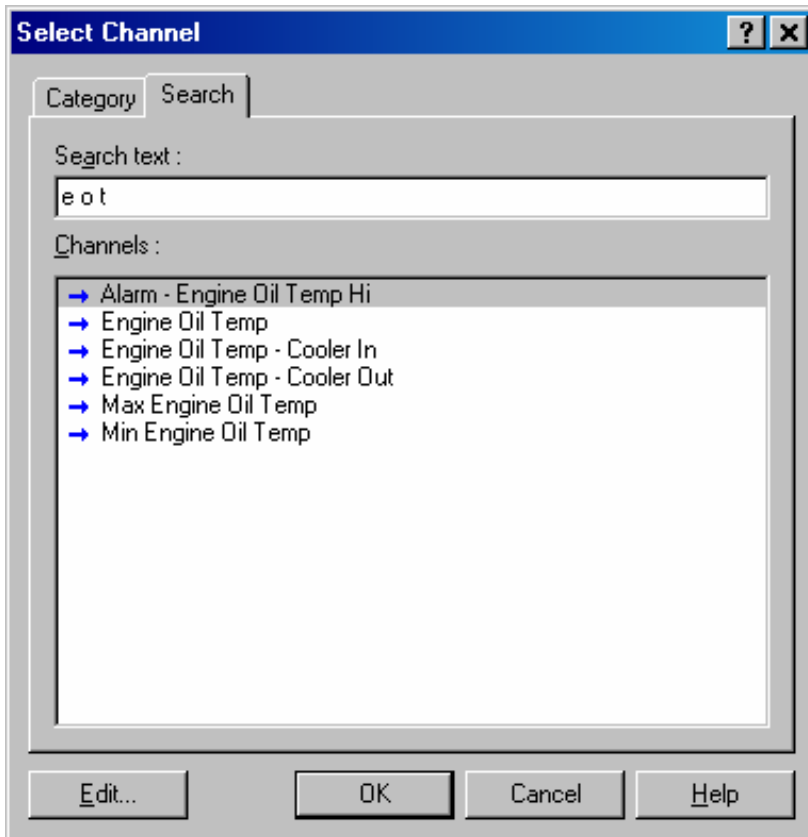 Select Channel
Category Search
Search text :
e o t
Channels :
Alarm - Engine Oil Temp Hi
Engine Oil Temp
Engine Oil Temp - Cooler In
Engine Oil Temp - Cooler Out
Max Engine Oil Temp
Min Engine Oil Temp
Edit... OK Cancel Help